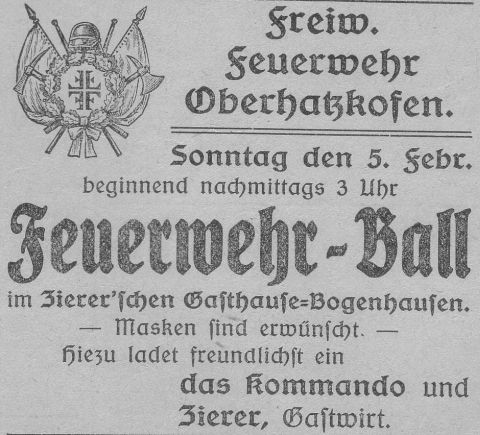 Freiw.
Feuerwehr
Oberhatzkofen.
Sonntag den 5. Febr.
beginnend nachmittags 3 Uhr
Feuerwehr-Ball
im Zierer'schen Gasthause-Bogenhausen.
— Masken sind erwünscht. —
Hiezu ladet freundlichst ein
das Kommando und
Zierer, Gastwirt.